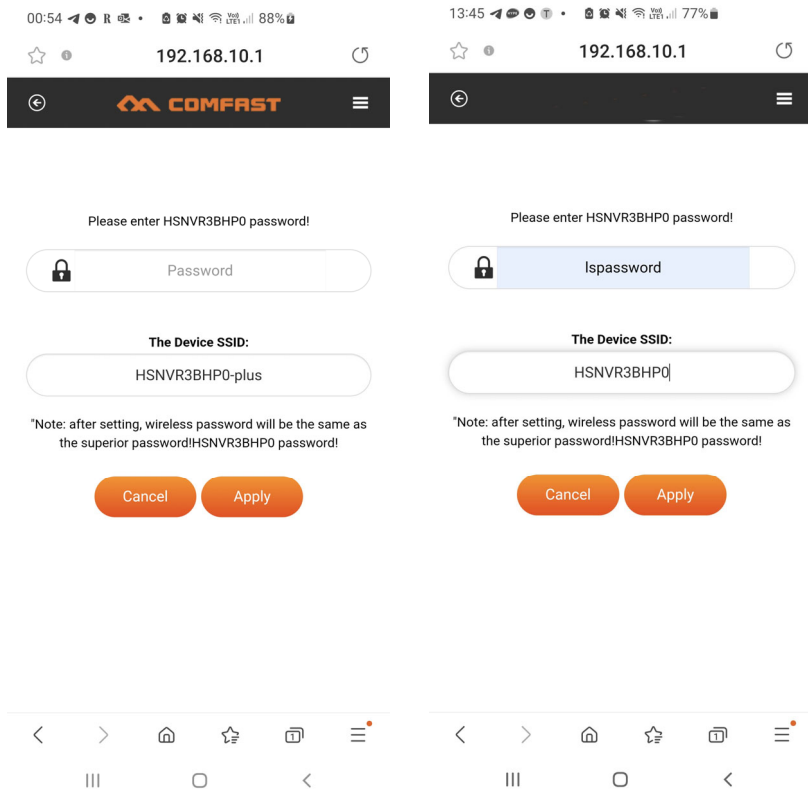 00:54 R 88%
192.168.10.1
COMFAST
Please enter HSNVR3BHP0 password!
Password
The Device SSID:
HSNVR3BHP0-plus
"Note: after setting, wireless password will be the same as
the superior password!HSNVR3BHP0 password!
Cancel Apply
1
13:45 T 77%
192.168.10.1
Please enter HSNVR3BHP0 password!
Ispassword
The Device SSID:
HSNVR3BHP0
"Note: after setting, wireless password will be the same as
the superior password!HSNVR3BHP0 password!
Cancel Apply
1